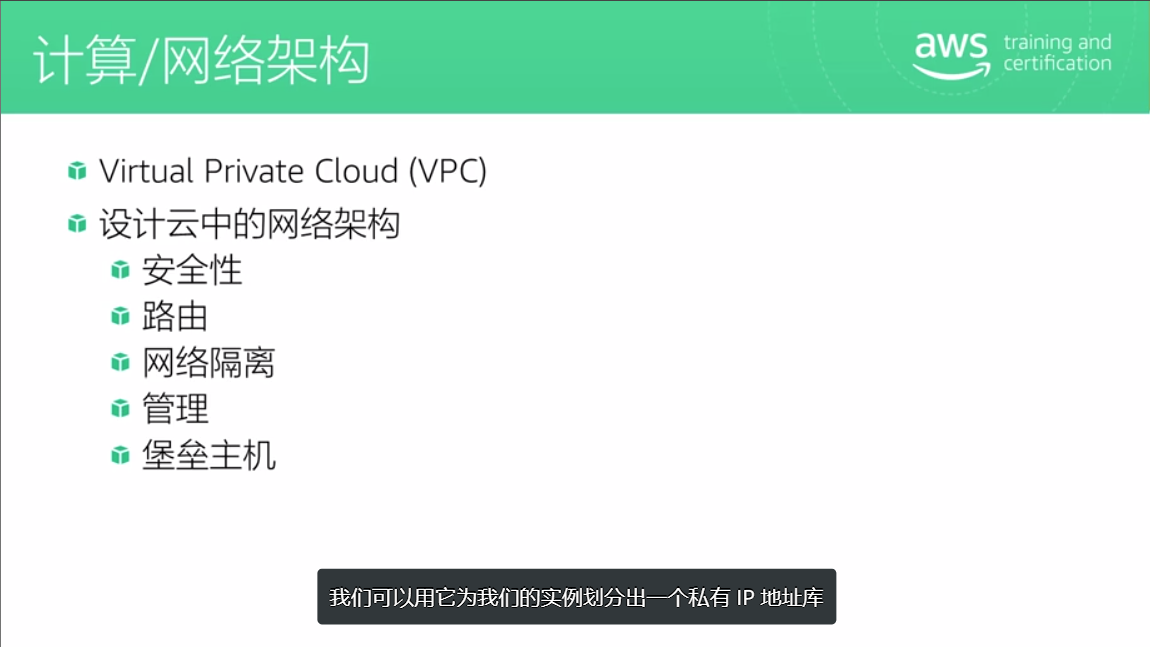 计算/网络架构
aws training and certification
Virtual Private Cloud (VPC)
设计云中的网络架构
安全性
路由
网络隔离
管理
堡垒主机
我们可以用它为我们的实例划分出一个私有 IP 地址库